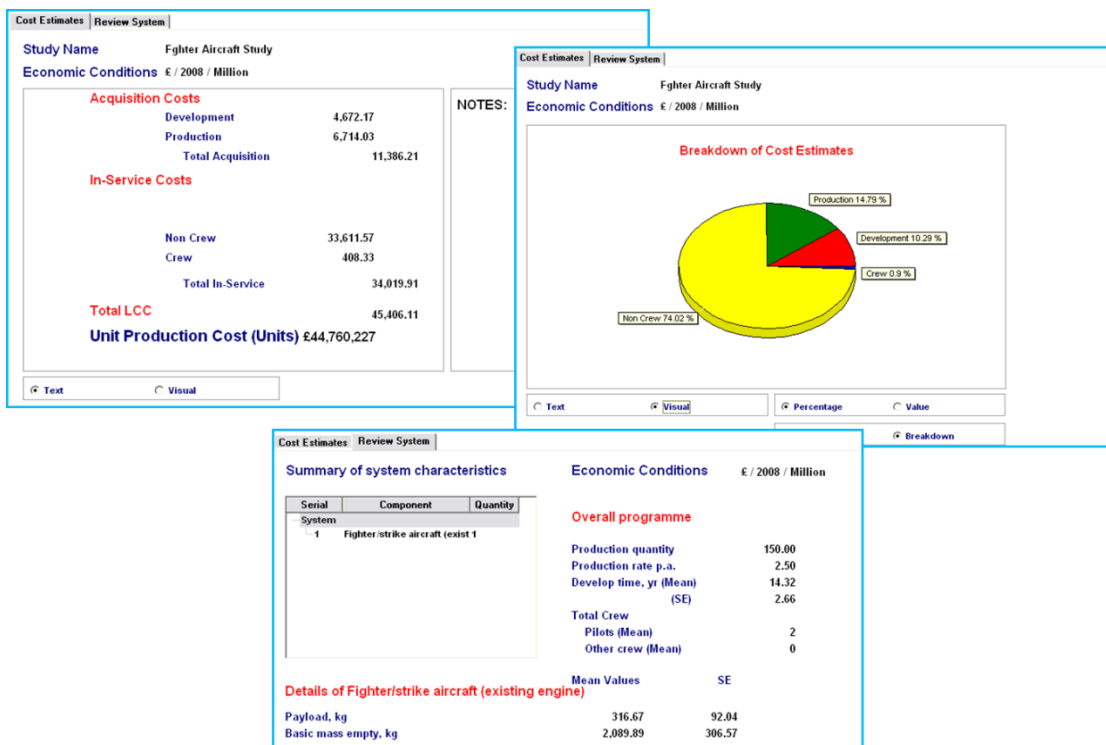 Cost Estimates Review System
Study Name Fghter Aircraft Study
Economic Conditions £ / 2008 / Million
Acquisition Costs
Development 4,672.17
Production 6,714.03
Total Acquisition 11,386.21
In-Service Costs
Non Crew 33,611.57
Crew 408.33
Total In-Service 34,019.91
Total LCC 45,406.11
Unit Production Cost (Units) £44,760,227
NOTES:
Text Visual
Cost Estimates Review System
Study Name Fghter Aircraft Study
Economic Conditions £ / 2008 / Million
Breakdown of Cost Estimates
Production 14.79 %
Development 10.29 %
Crew 0.9 %
Non Crew 74.02 %
Text Visual Percentage Value
Breakdown
Cost Estimates Review System
Summary of system characteristics
Serial Component Quantity
System
1 Fighter/strike aircraft (exist 1
Economic Conditions £ / 2008 / Million
Overall programme
Production quantity 150.00
Production rate p.a. 2.50
Develop time, yr (Mean) 14.32
(SE) 2.66
Total Crew
Pilots (Mean) 2
Other crew (Mean) 0
Mean Values SE
Details of Fighter/strike aircraft (existing engine)
Payload, kg 316.67 92.04
Basic mass empty, kg 2,089.89 306.57